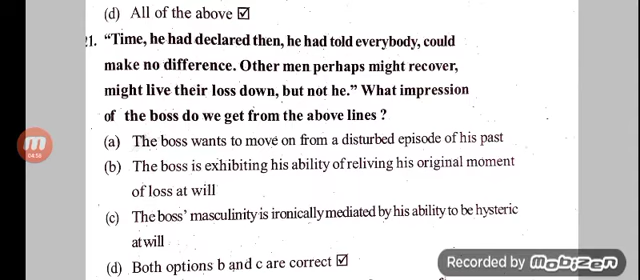 (d) All of the above ☑
21. “Time, he had declared then, he had told everybody, could
make no difference. Other men perhaps might recover,
might live their loss down, but not he.” What impression
of the boss do we get from the above lines ?
(a) The boss wants to move on from a disturbed episode of his past
(b) The boss is exhibiting his ability of reliving his original moment
of loss at will
(c) The boss’ masculinity is ironically mediated by his ability to be hysteric
at will
(d) Both options b and c are correct ☑
m
04:58
Recorded by mobizen